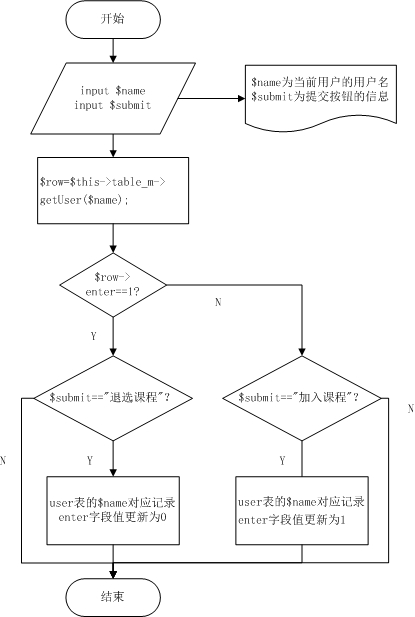 开始
input $name
input $submit
$name为当前用户的用户名
$submit为提交按钮的信息
$row=$this->table_m->
getUser($name);
$row->
enter==1?
N
Y
$submit=="退选课程"?
$submit=="加入课程"?
N
N
Y
Y
user表的$name对应记录
enter字段值更新为0
user表的$name对应记录
enter字段值更新为1
结束